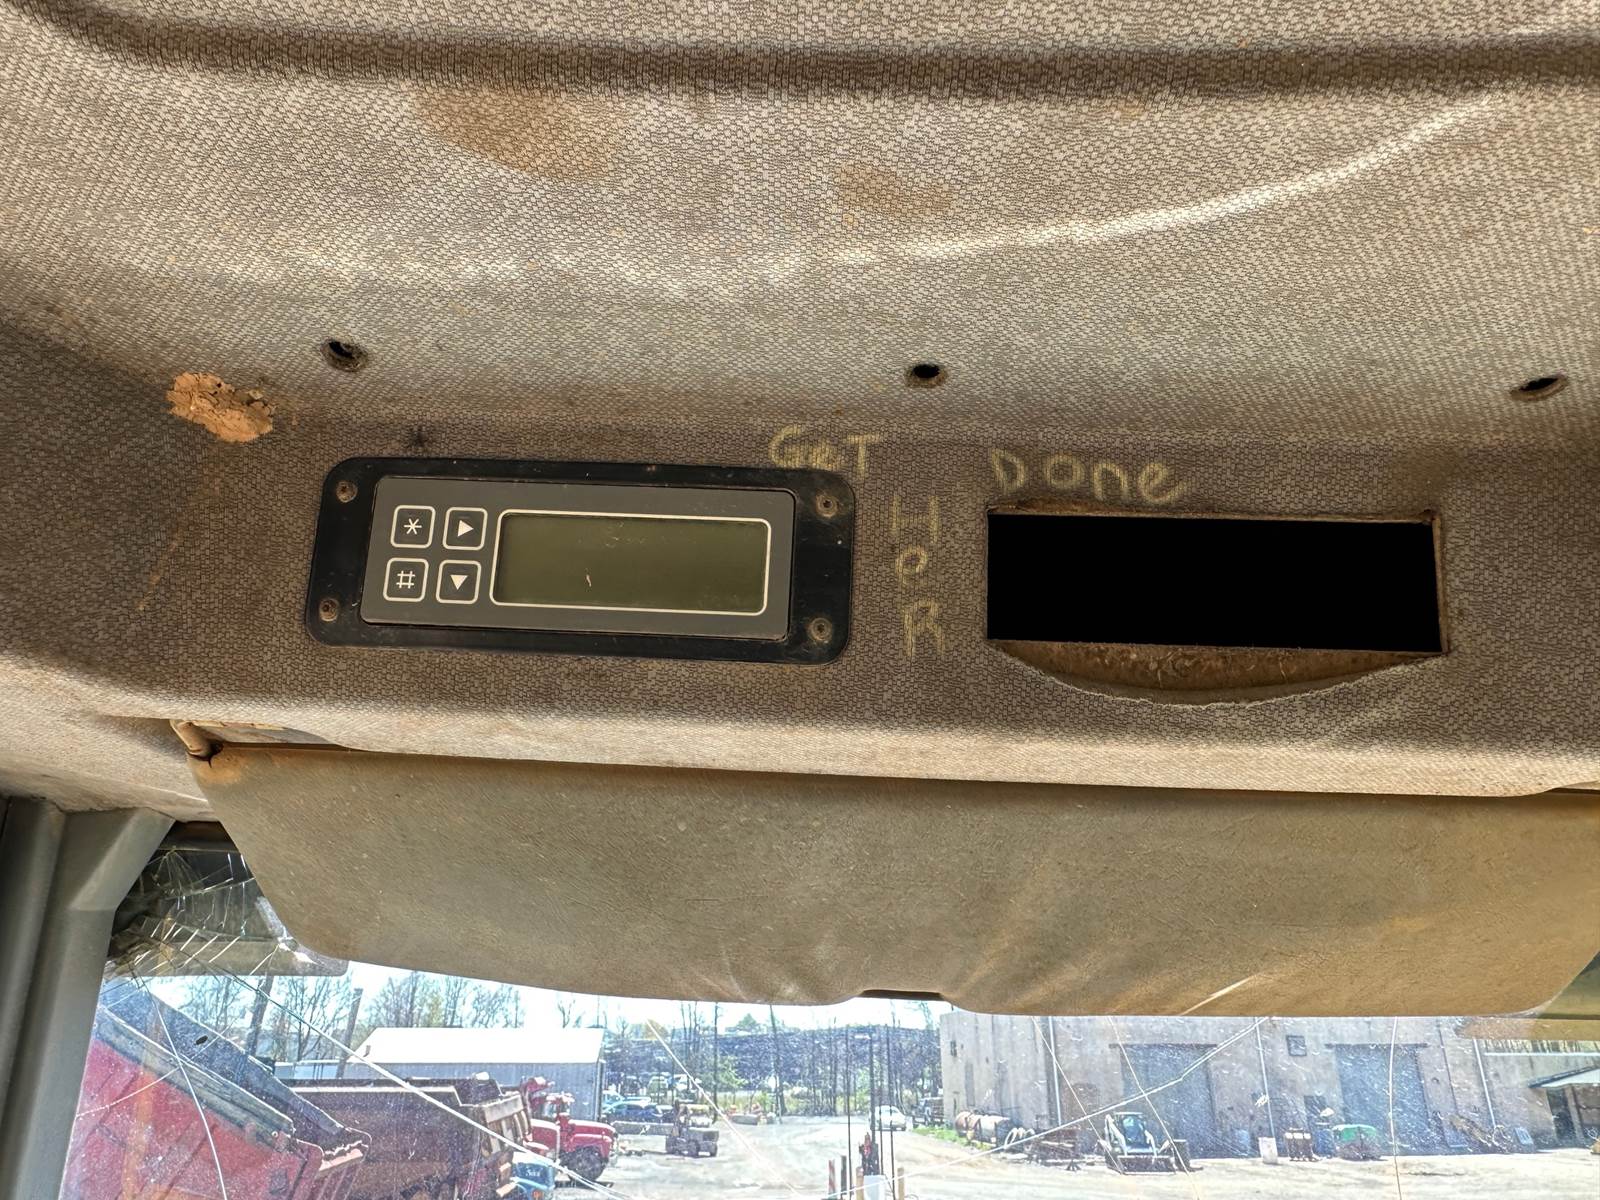 GeT DOne
HeR
*
#